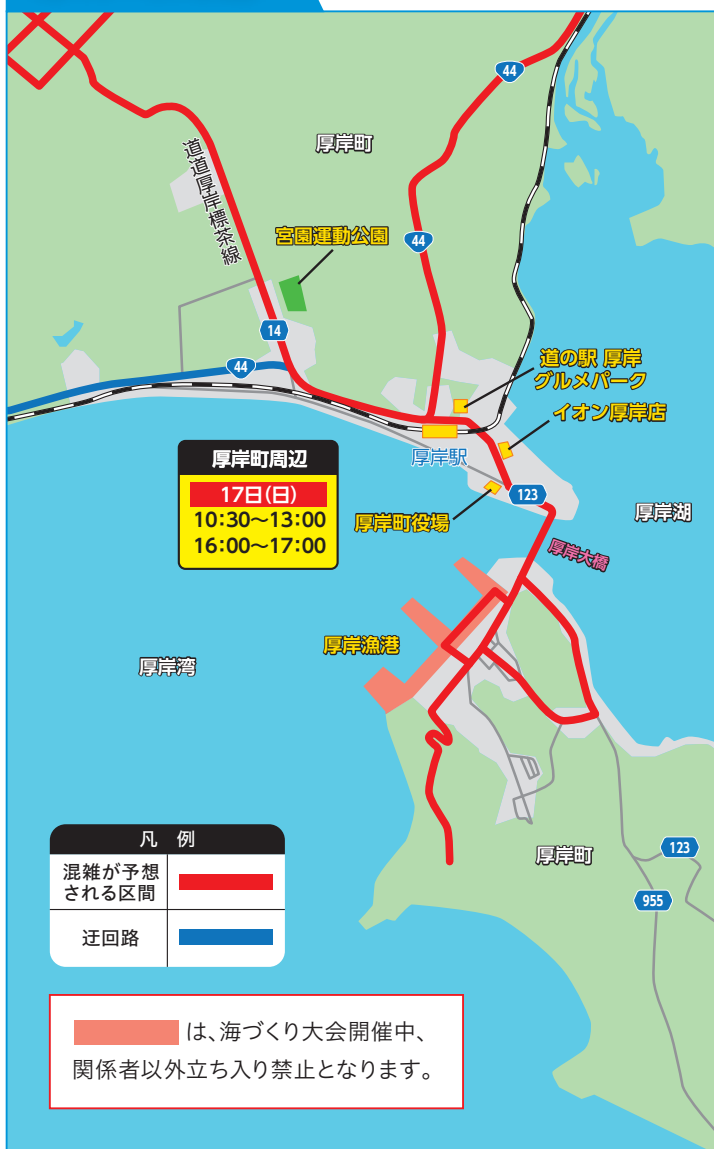 44
厚岸町
道道厚岸標茶線
宮園運動公園
44
14
44
道の駅 厚岸
グルメパーク
イオン厚岸店
厚岸駅
厚岸町周辺
17日(日)
10:30〜13:00
16:00〜17:00
123
厚岸町役場
厚岸湖
厚岸大橋
厚岸漁港
厚岸湾
凡 例
混雑が予想
される区間
迂回路
厚岸町
123
955
は、海づくり大会開催中、
関係者以外立ち入り禁止となります。